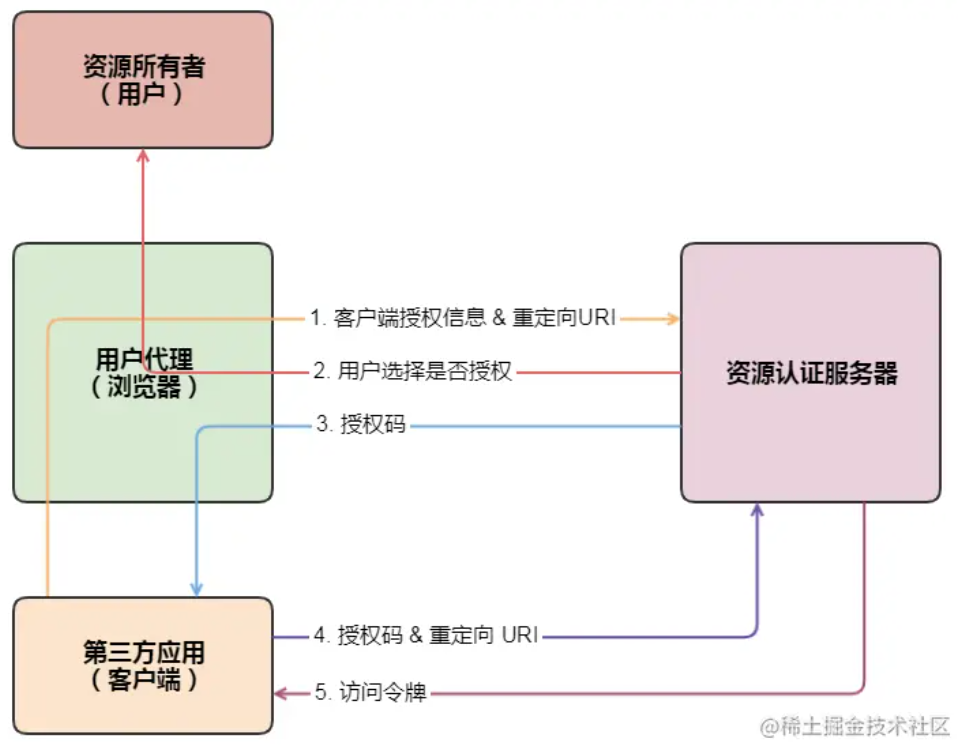 资源所有者
（用户）
1. 客户端授权信息 & 重定向URI
用户代理
（浏览器）
2. 用户选择是否授权
资源认证服务器
3. 授权码
第三方应用
（客户端）
4. 授权码 & 重定向 URI
5. 访问令牌
@稀土掘金技术社区